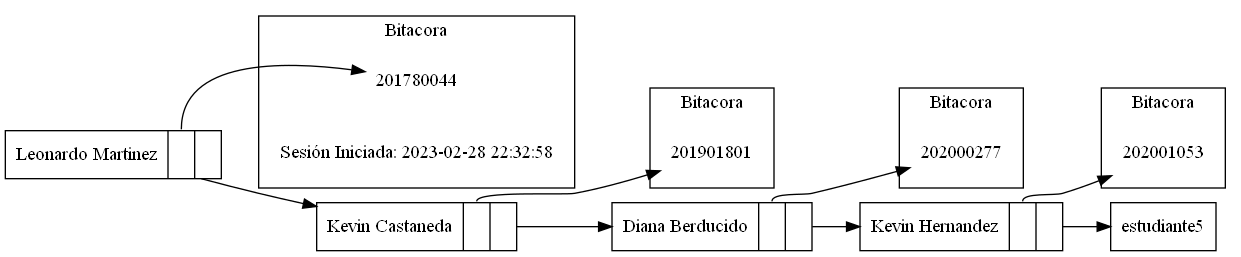 Bitacora
201780044
Bitacora
Bitacora
Bitacora
Leonardo Martinez
Sesión Iniciada: 2023-02-28 22:32:58
201901801
202000277
202001053
Kevin Castaneda
Diana Berducido
Kevin Hernandez
estudiante5